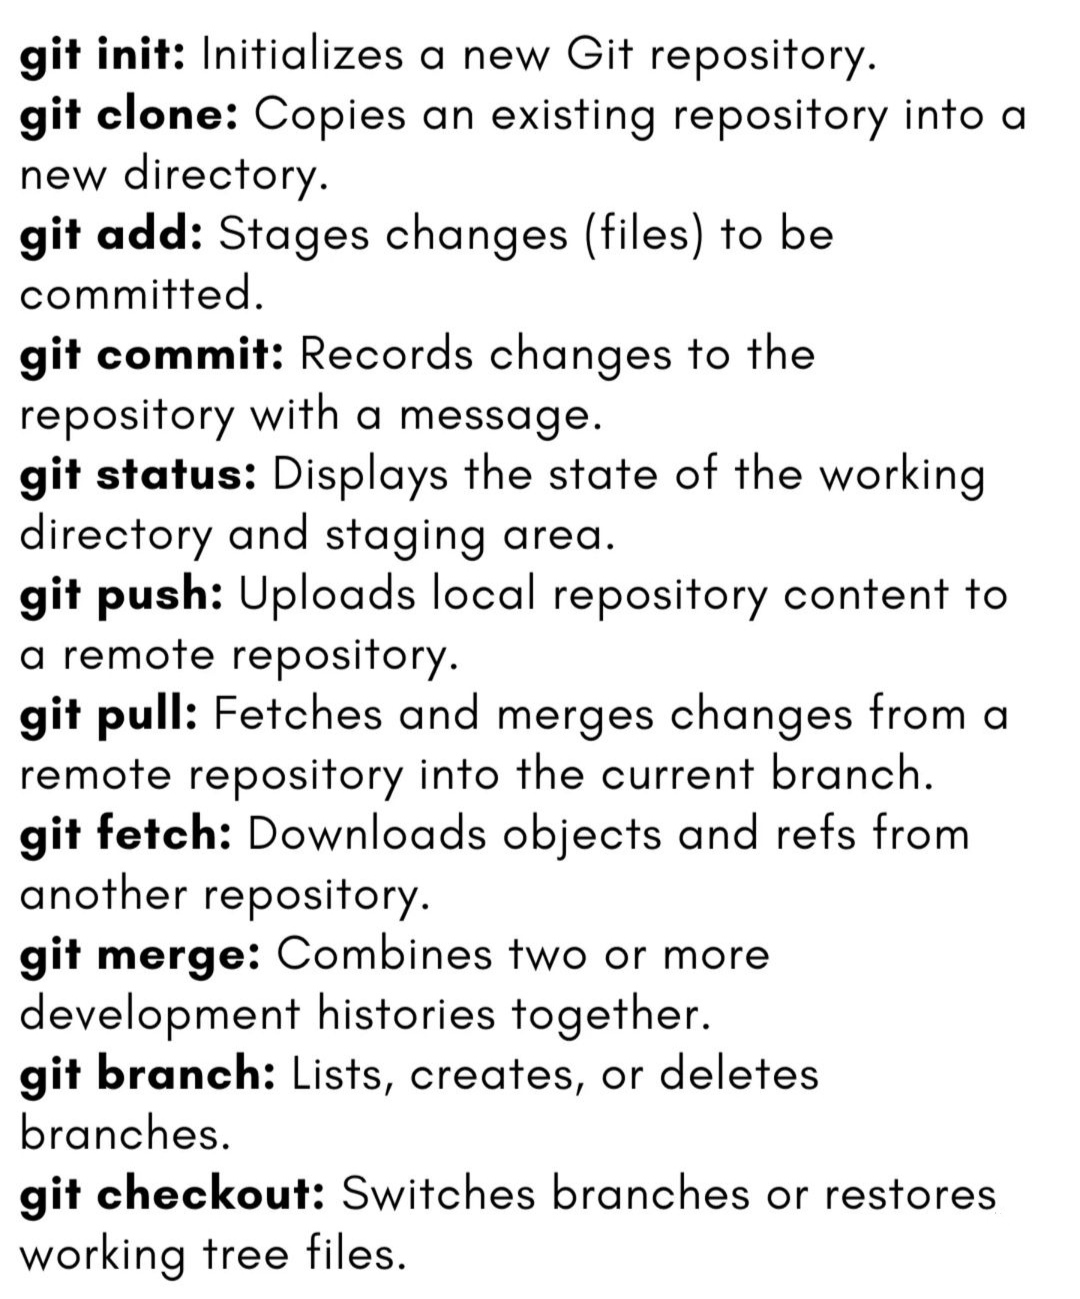 git init: Initializes a new Git repository.
git clone: Copies an existing repository into a
new directory.
git add: Stages changes (files) to be
committed.
git commit: Records changes to the
repository with a message.
git status: Displays the state of the working
directory and staging area.
git push: Uploads local repository content to
a remote repository.
git pull: Fetches and merges changes from a
remote repository into the current branch.
git fetch: Downloads objects and refs from
another repository.
git merge: Combines two or more
development histories together.
git branch: Lists, creates, or deletes
branches.
git checkout: Switches branches or restores
working tree files.